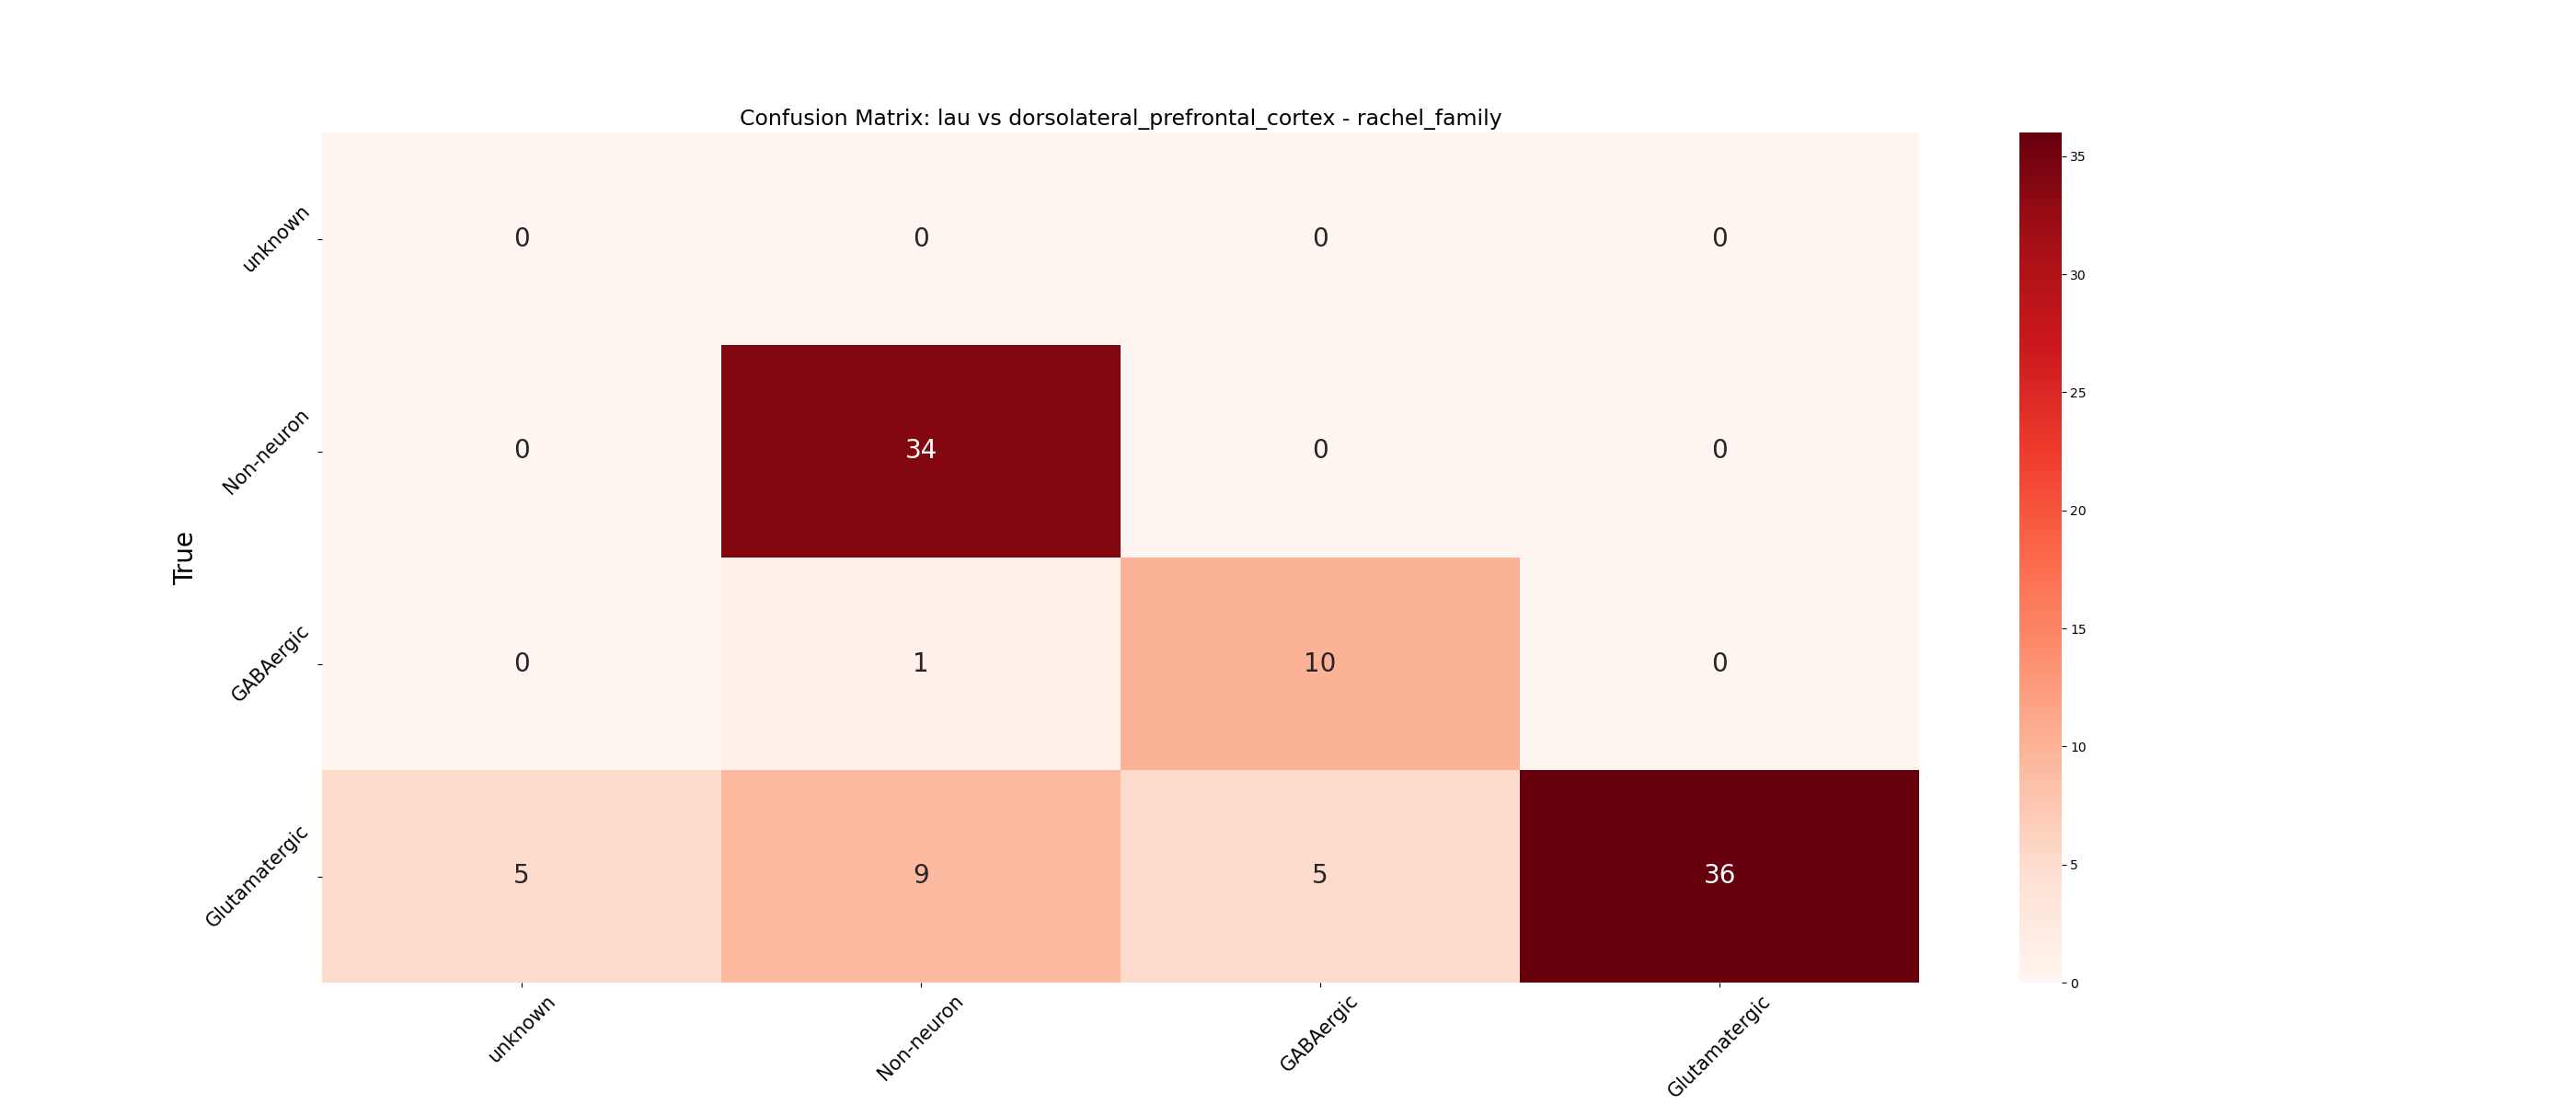 Confusion Matrix: lau vs dorsolateral_prefrontal_cortex - rachel_family
True
unknown 0 0 0 0
Non-neuron 0 34 0 0
GABAergic 0 1 10 0
Glutamatergic 5 9 5 36
unknown Non-neuron GABAergic Glutamatergic
35
30
25
20
15
10
5
0